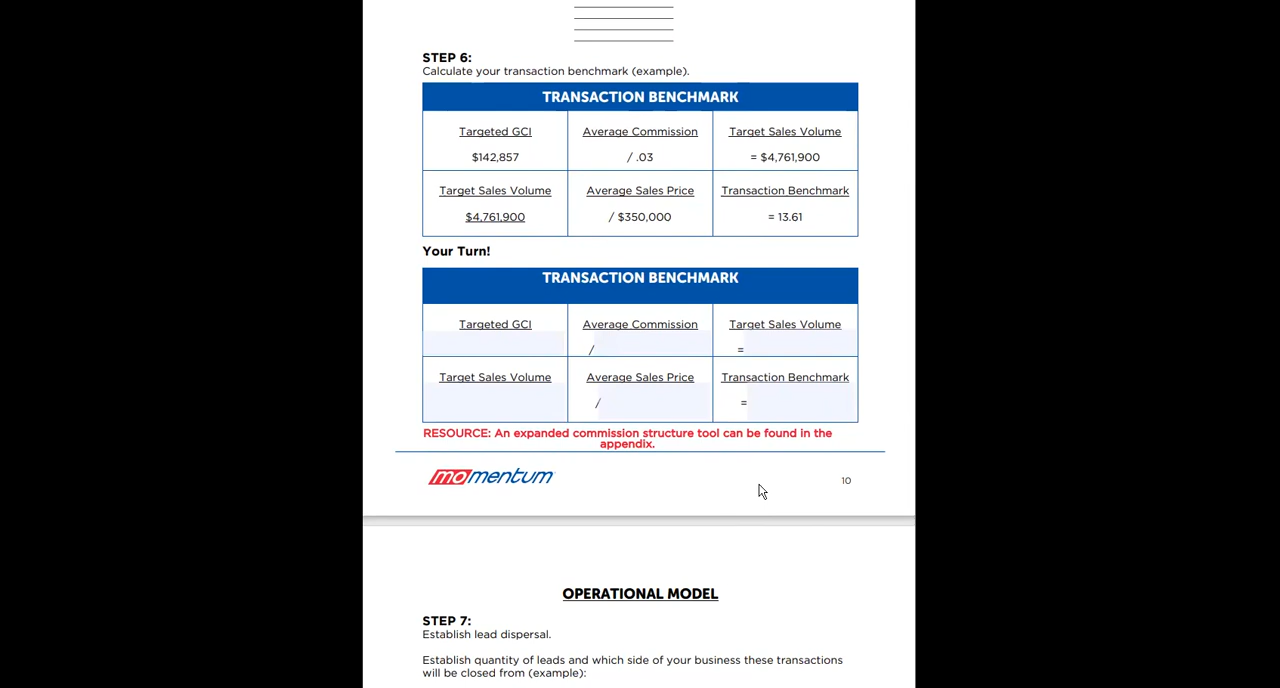 STEP 6:
Calculate your transaction benchmark (example).
TRANSACTION BENCHMARK
Targeted GCI Average Commission Target Sales Volume
$142,857 / .03 = $4,761,900
Target Sales Volume Average Sales Price Transaction Benchmark
$4,761,900 / $350,000 = 13.61
Your Turn!
TRANSACTION BENCHMARK
Targeted GCI Average Commission Target Sales Volume
/ =
Target Sales Volume Average Sales Price Transaction Benchmark
/ =
RESOURCE: An expanded commission structure tool can be found in the
appendix.
momentum 10
OPERATIONAL MODEL
STEP 7:
Establish lead dispersal.
Establish quantity of leads and which side of your business these transactions
will be closed from (example):